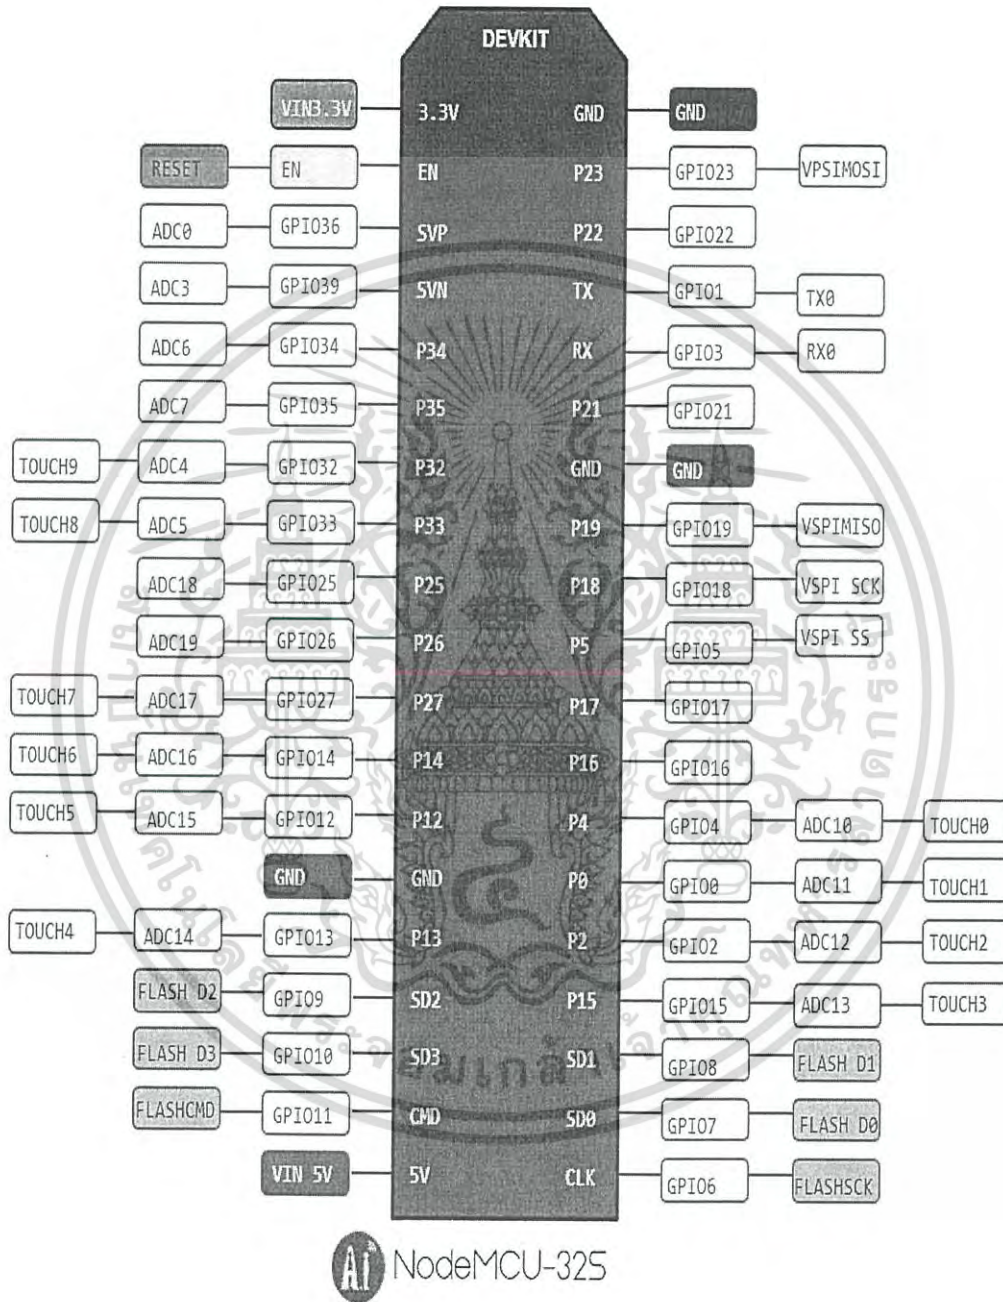 DEVKIT
VIN3.3V 3.3V GND GND
RESET EN EN P23 GPIO23 VPSIMOSI
ADC0 GPIO36 SVP P22 GPIO22
ADC3 GPIO39 SVN TX GPIO1 TX0
ADC6 GPIO34 P34 RX GPIO3 RX0
ADC7 GPIO35 P35 P21 GPIO21
TOUCH9 ADC4 GPIO32 P32 GND GND
TOUCH8 ADC5 GPIO33 P33 P19 GPIO19 VSPIMISO
ADC18 GPIO25 P25 P18 GPIO18 VSPI SCK
ADC19 GPIO26 P26 P5 GPIO5 VSPI SS
TOUCH7 ADC17 GPIO27 P27 P17 GPIO17
TOUCH6 ADC16 GPIO14 P14 P16 GPIO16
TOUCH5 ADC15 GPIO12 P12 P4 GPIO4 ADC10 TOUCH0
GND GND P0 GPIO0 ADC11 TOUCH1
TOUCH4 ADC14 GPIO13 P13 P2 GPIO2 ADC12 TOUCH2
FLASH D2 GPIO9 SD2 P15 GPIO15 ADC13 TOUCH3
FLASH D3 GPIO10 SD3 SD1 GPIO8 FLASH D1
FLASHCMD GPIO11 CMD SD0 GPIO7 FLASH D0
VIN 5V 5V CLK GPIO6 FLASHSCK
Ai NodeMCU-32S